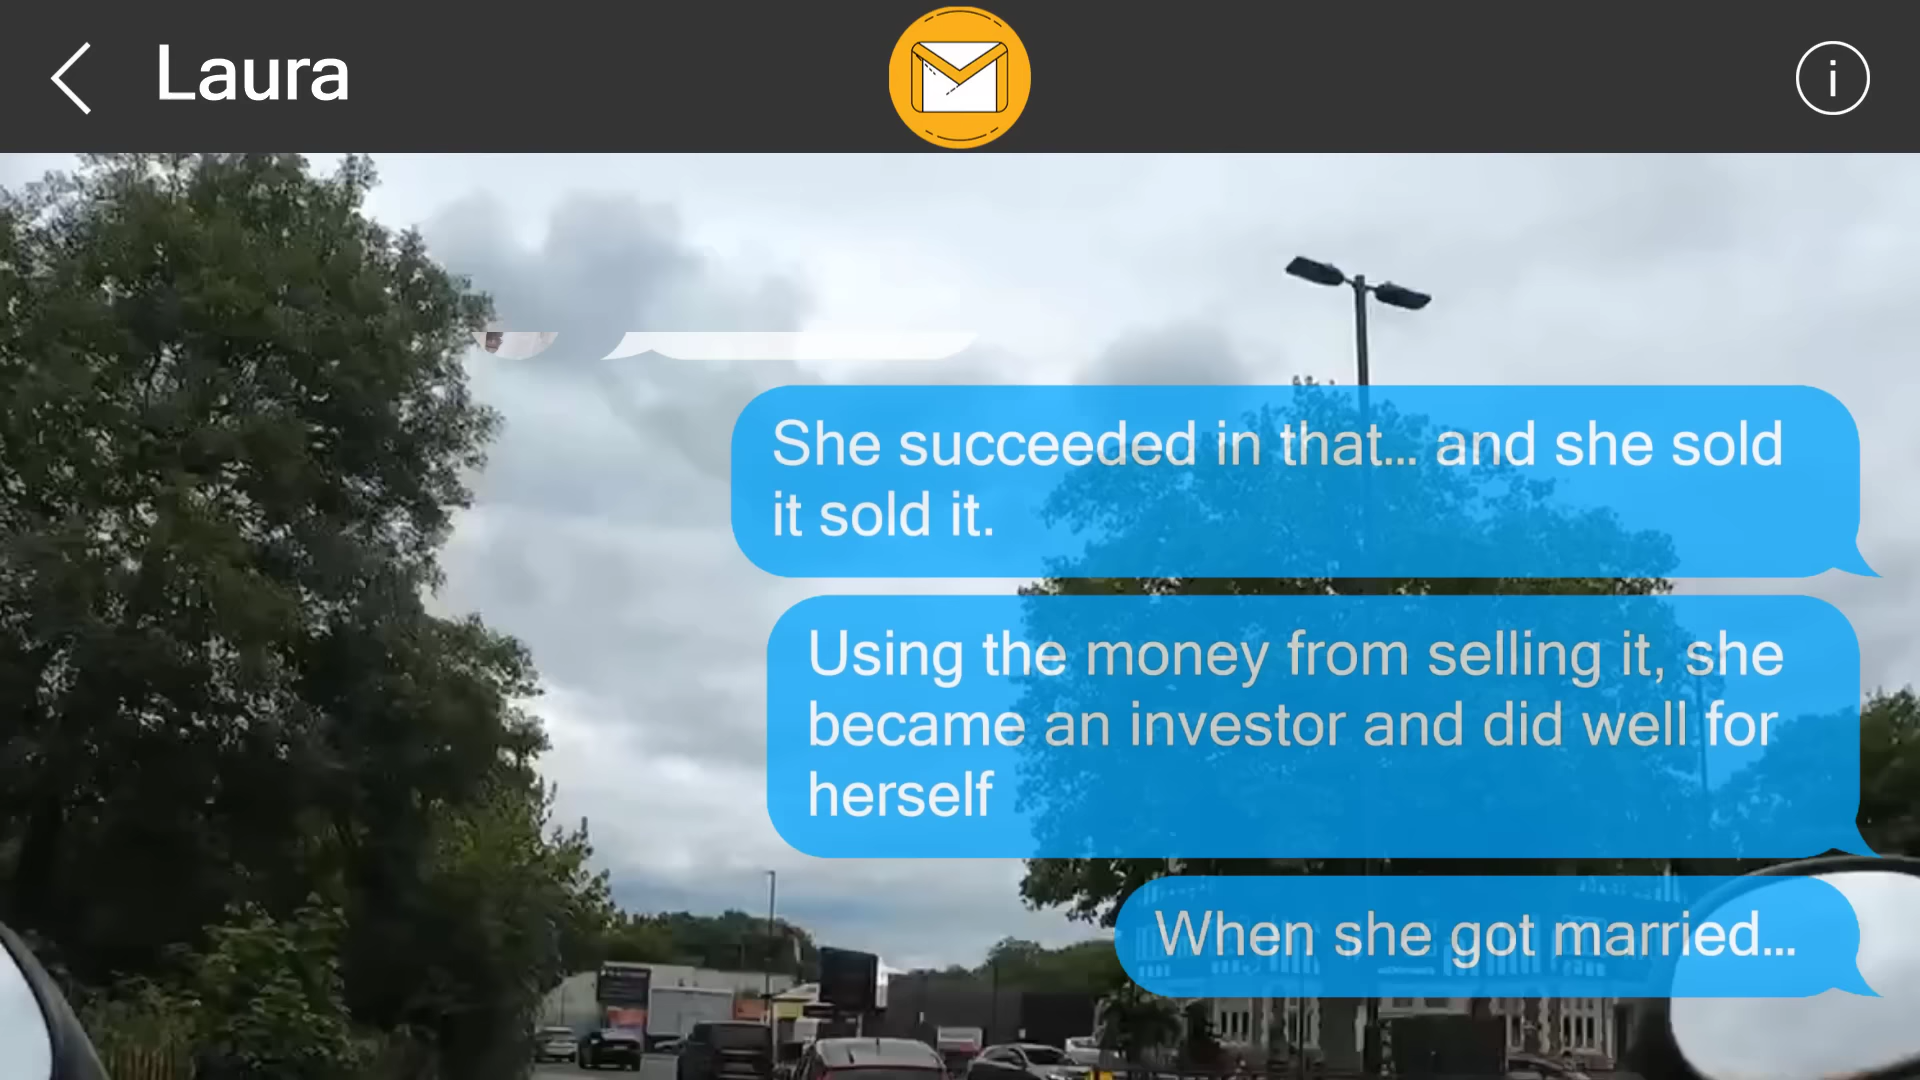 Laura
i
She succeeded in that... and she sold
it sold it.
Using the money from selling it, she
became an investor and did well for
herself
When she got married...